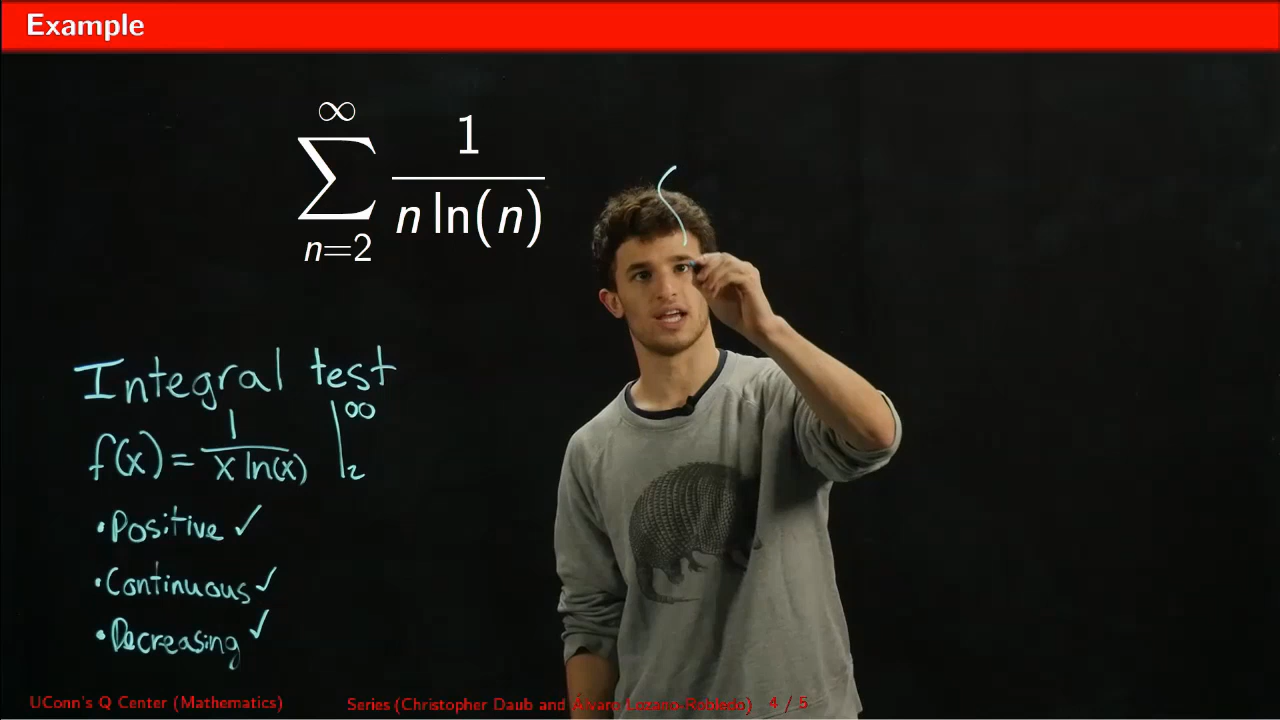 Example
∞
∑ 1 / n ln(n)
n=2
Integral test
f(x) = 1 / x ln(x) |₂^∞
•Positive ✓
•Continuous ✓
•Decreasing ✓
UConn's Q Center (Mathematics) Series (Christopher Daub and Álvaro Lozano-Robledo) 4 / 5